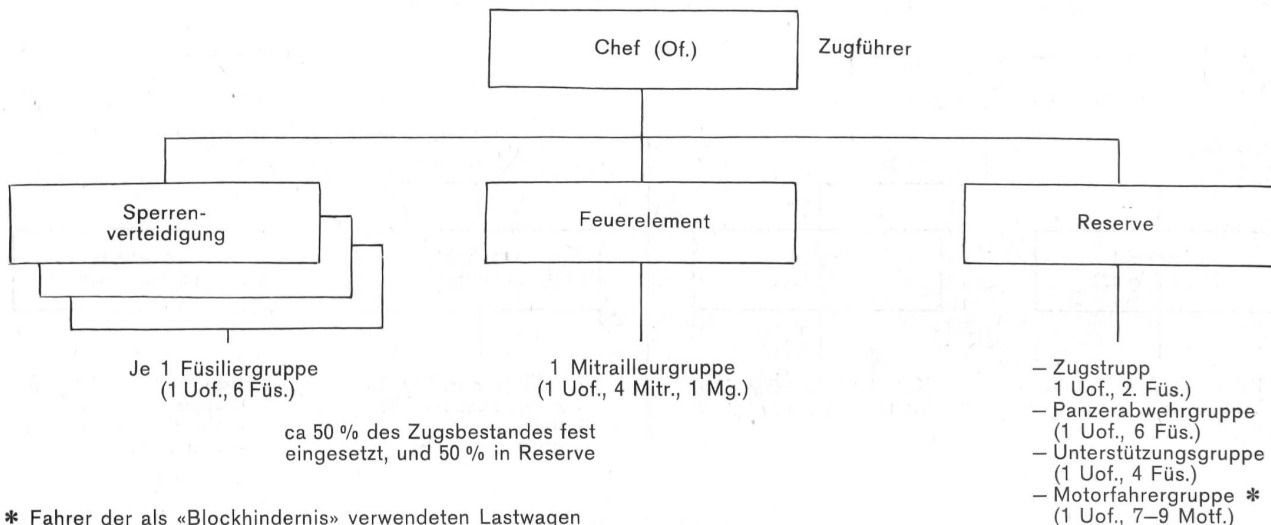 Chef (Of.)
Zugführer
Sperren-
verteidigung
Feuerelement
Reserve
Je 1 Füsiliergruppe
(1 Uof., 6 Füs.)
1 Mitrailleurgruppe
(1 Uof., 4 Mitr., 1 Mg.)
— Zugstrupp
1 Uof., 2. Füs.)
— Panzerabwehrgruppe
(1 Uof., 6 Füs.)
— Unterstützungsgruppe
(1 Uof., 4 Füs.)
— Motorfahrergruppe *
(1 Uof., 7—9 Motf.)
ca 50 % des Zugsbestandes fest
eingesetzt, und 50 % in Reserve
* Fahrer der als «Blockhindernis» verwendeten Lastwagen